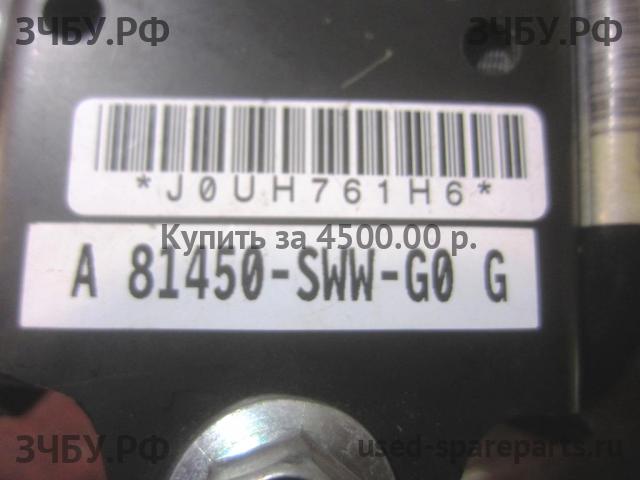 ЗЧБУ.РФ ЗЧБУ.РФ
*J0UH761H6*
Купить за 4500.00 р.
A 81450-SWW-G0 G
ЗЧБУ.РФ used-spareparts.ru